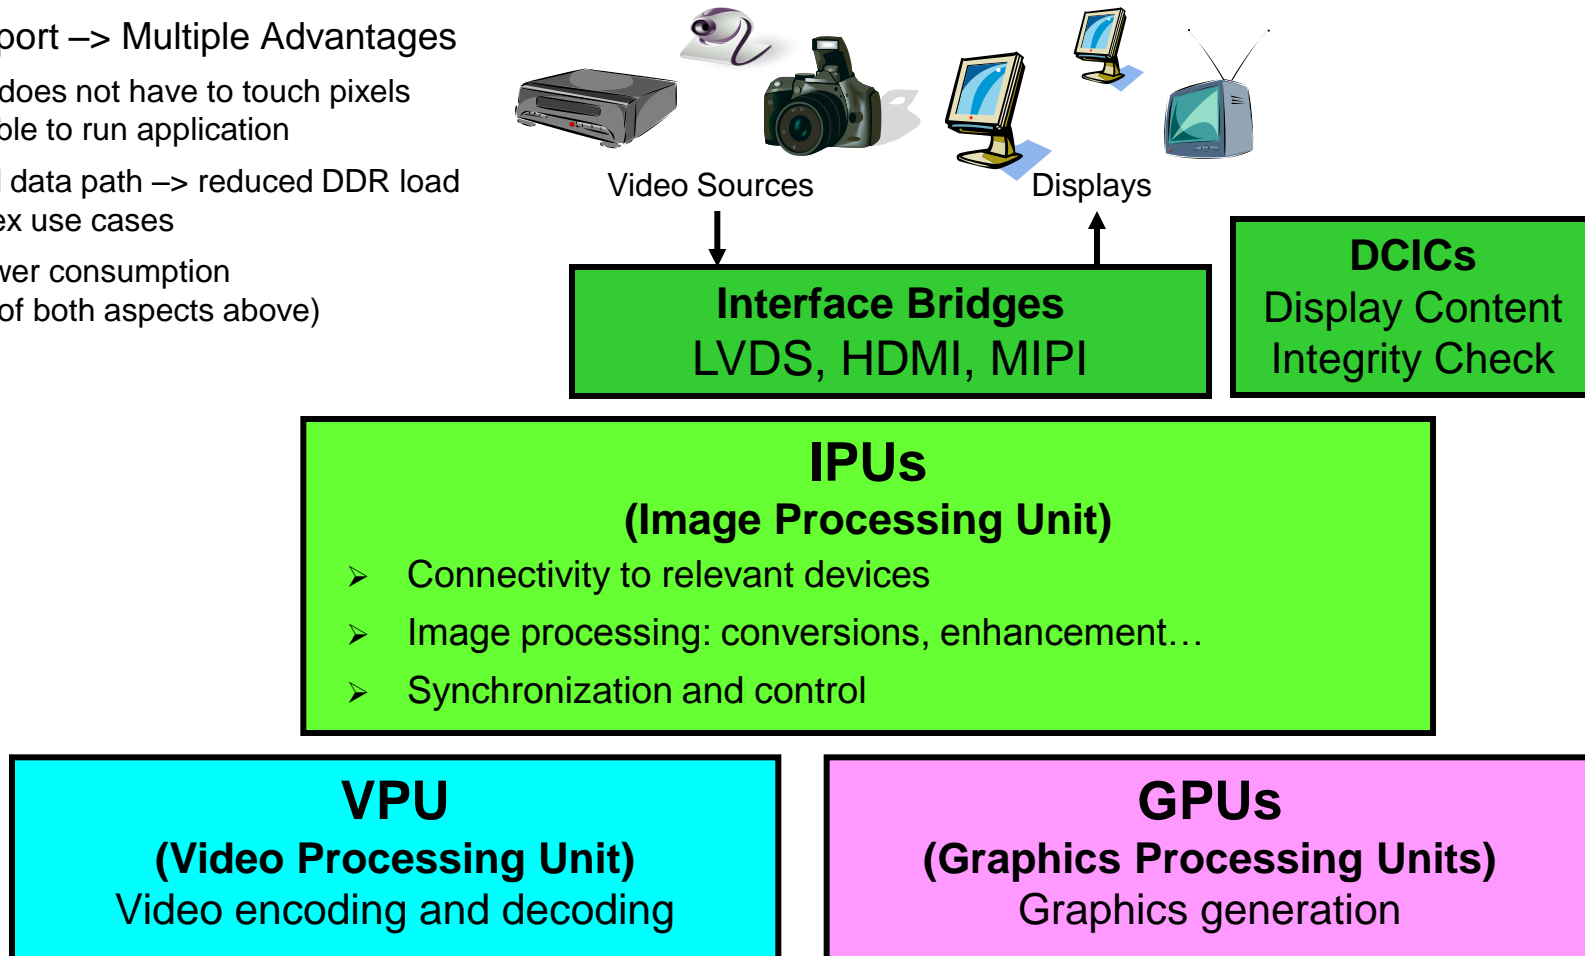 port –> Multiple Advantages
does not have to touch pixels
ble to run application
data path –> reduced DDR load
ex use cases
wer consumption
of both aspects above)
Video Sources
Displays
Interface Bridges
LVDS, HDMI, MIPI
DCICs
Display Content
Integrity Check
IPUs
(Image Processing Unit)
➢ Connectivity to relevant devices
➢ Image processing: conversions, enhancement…
➢ Synchronization and control
VPU
(Video Processing Unit)
Video encoding and decoding
GPUs
(Graphics Processing Units)
Graphics generation